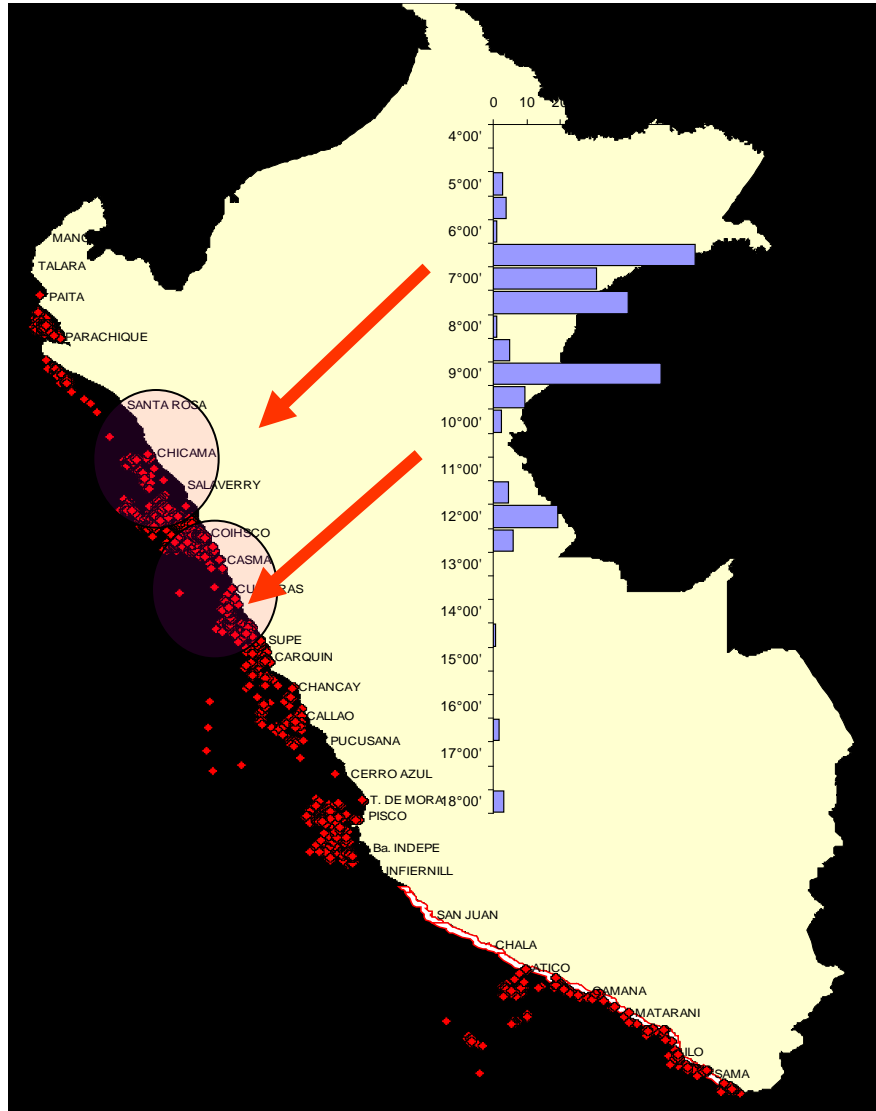 0 10
4°00'
5°00'
6°00'
7°00'
8°00'
9°00'
10°00'
11°00'
12°00'
13°00'
14°00'
15°00'
16°00'
17°00'
18°00'
TALARA
PAITA
PARACHIQUE
SANTA ROSA
CHICAMA
SALAVERRY
COIHSCO
CASMA
SUPE
CARQUIN
CHANCAY
CALLAO
PUCUSANA
CERRO AZUL
T. DE MORA
PISCO
Ba. INDEPE
INFIERNILL
SAN JUAN
CHALA
ATICO
CAMANA
MATARANI
ILO
SAMA